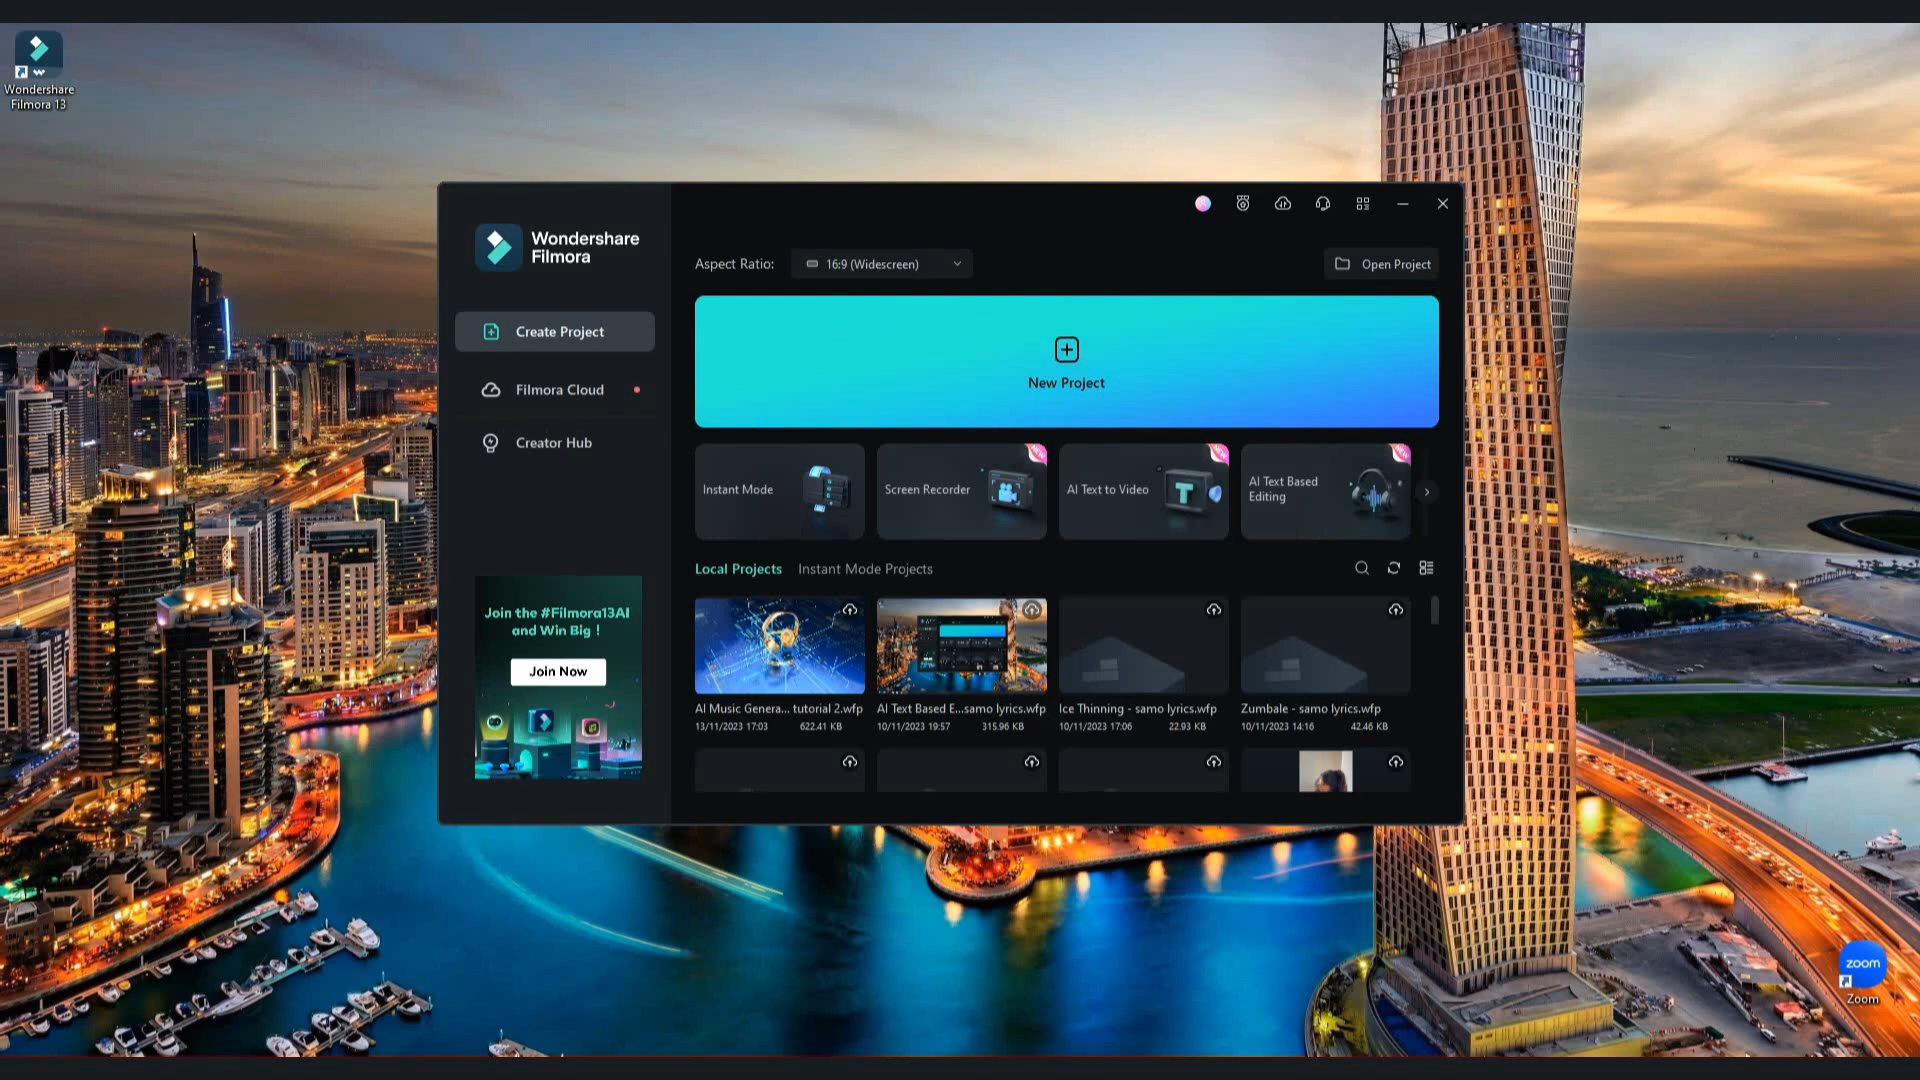 Wondershare
Filmora 13
Wondershare
Filmora
Create Project
Filmora Cloud
Creator Hub
Join the #Filmora13AI
and Win Big !
Join Now
Aspect Ratio:
16:9 (Widescreen)
Open Project
New Project
Instant Mode
Screen Recorder
NEW
AI Text to Video
NEW
AI Text Based
Editing
NEW
Local Projects
Instant Mode Projects
AI Music Genera... tutorial 2.wfp
13/11/2023 17:03
622.41 KB
AI Text Based E...samo lyrics.wfp
10/11/2023 19:57
315.96 KB
Ice Thinning - samo lyrics.wfp
10/11/2023 17:06
22.93 KB
Zumbale - samo lyrics.wfp
10/11/2023 14:16
42.46 KB
zoom
Zoom